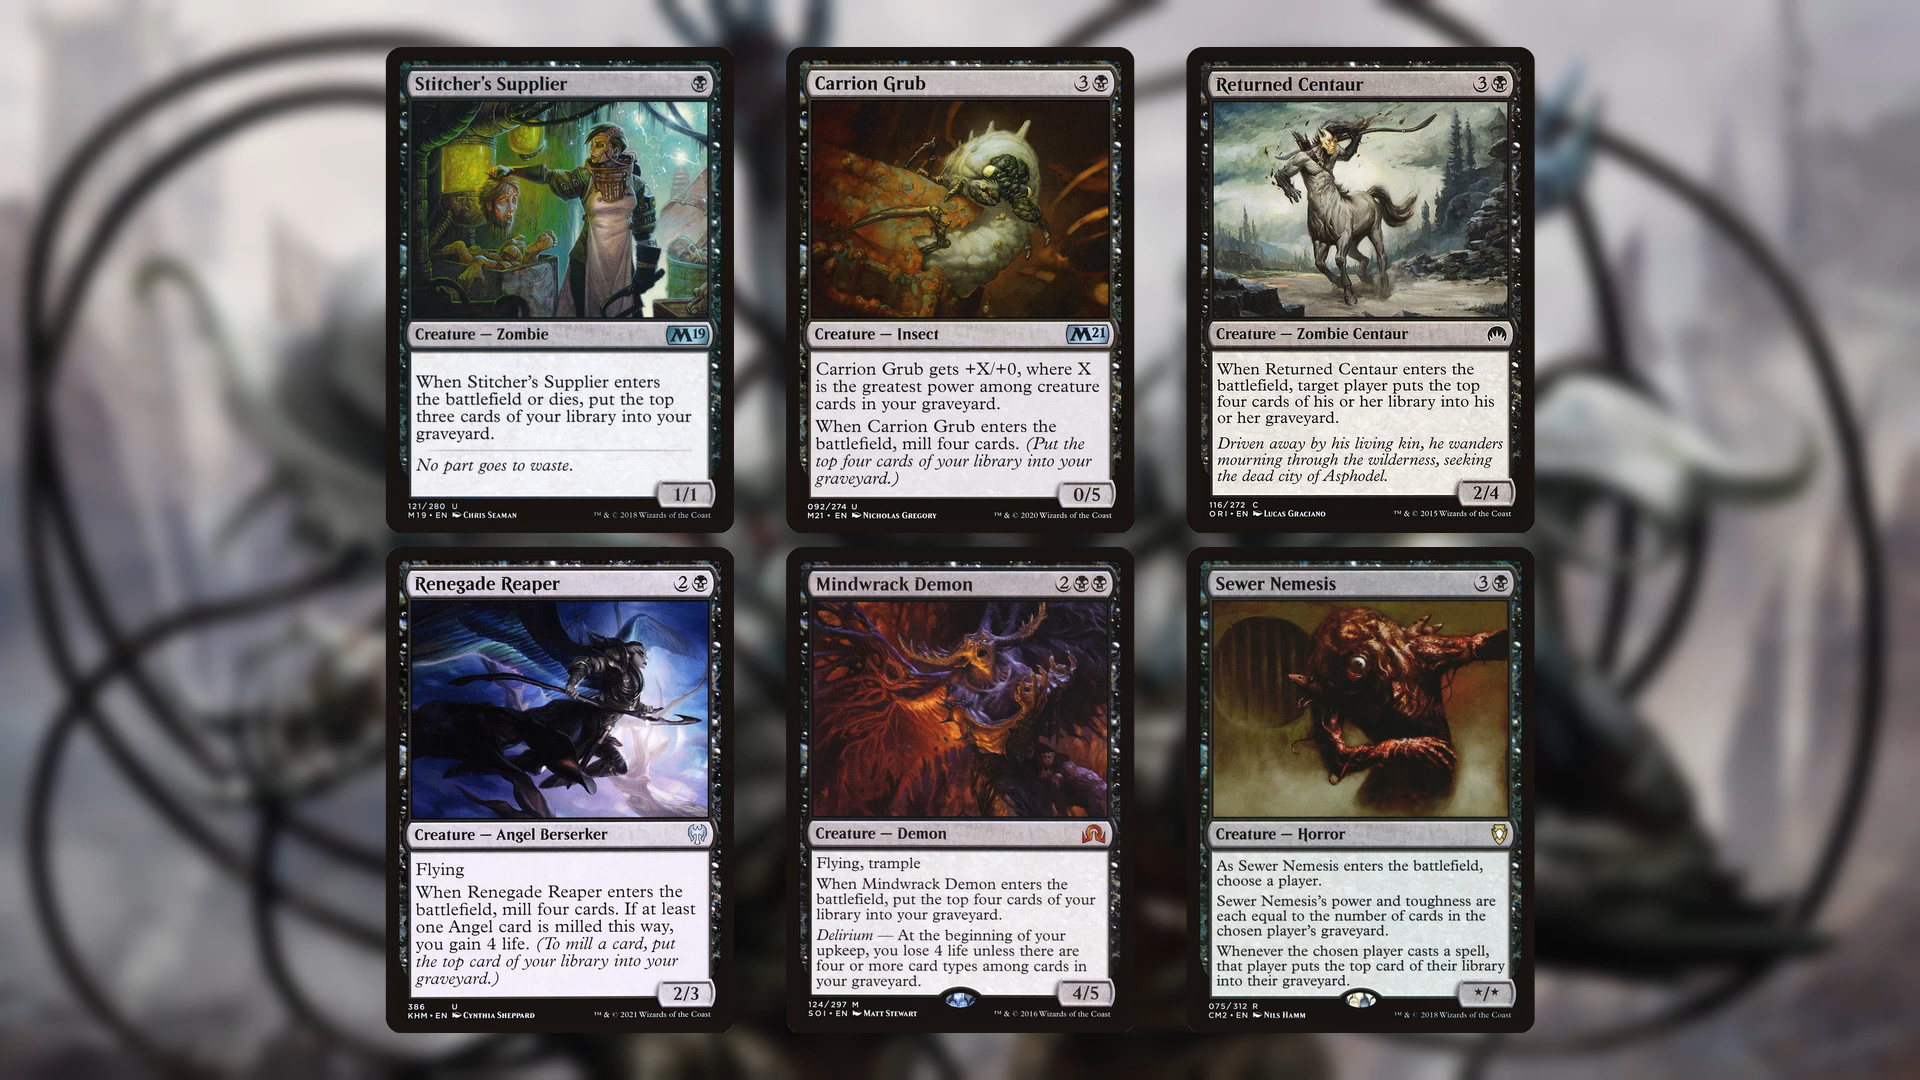 Stitcher's Supplier
Creature — Zombie
M19
When Stitcher's Supplier enters
the battlefield or dies, put the top
three cards of your library into your
graveyard.
No part goes to waste.
1/1
121/280 U
M19 • EN Chris Seaman
™ & © 2018 Wizards of the Coast
Carrion Grub
3
Creature — Insect
M21
Carrion Grub gets +X/+0, where X
is the greatest power among creature
cards in your graveyard.
When Carrion Grub enters the
battlefield, mill four cards. (Put the
top four cards of your library into your
graveyard.)
0/5
092/274 U
M21 • EN Nicholas Gregory
™ & © 2020 Wizards of the Coast
Returned Centaur
3
Creature — Zombie Centaur
When Returned Centaur enters the
battlefield, target player puts the top
four cards of his or her library into his
or her graveyard.
Driven away by his living kin, he wanders
mourning through the wilderness, seeking
the dead city of Asphodel.
2/4
116/272 C
ORI • EN Lucas Graciano
™ & © 2015 Wizards of the Coast
Renegade Reaper
2
Creature — Angel Berserker
Flying
When Renegade Reaper enters the
battlefield, mill four cards. If at least
one Angel card is milled this way,
you gain 4 life. (To mill a card, put
the top card of your library into your
graveyard.)
2/3
386 U
KHM • EN Cynthia Sheppard
™ & © 2021 Wizards of the Coast
Mindwrack Demon
2
Creature — Demon
Flying, trample
When Mindwrack Demon enters the
battlefield, put the top four cards of your
library into your graveyard.
Delirium — At the beginning of your
upkeep, you lose 4 life unless there are
four or more card types among cards in
your graveyard.
4/5
124/297 M
SOI • EN Matt Stewart
™ & © 2016 Wizards of the Coast
Sewer Nemesis
3
Creature — Horror
As Sewer Nemesis enters the battlefield,
choose a player.
Sewer Nemesis's power and toughness are
each equal to the number of cards in the
chosen player's graveyard.
Whenever the chosen player casts a spell,
that player puts the top card of their library
into their graveyard.
*/*
075/312 R
CM2 • EN Nils Hamm
™ & © 2018 Wizards of the Coast